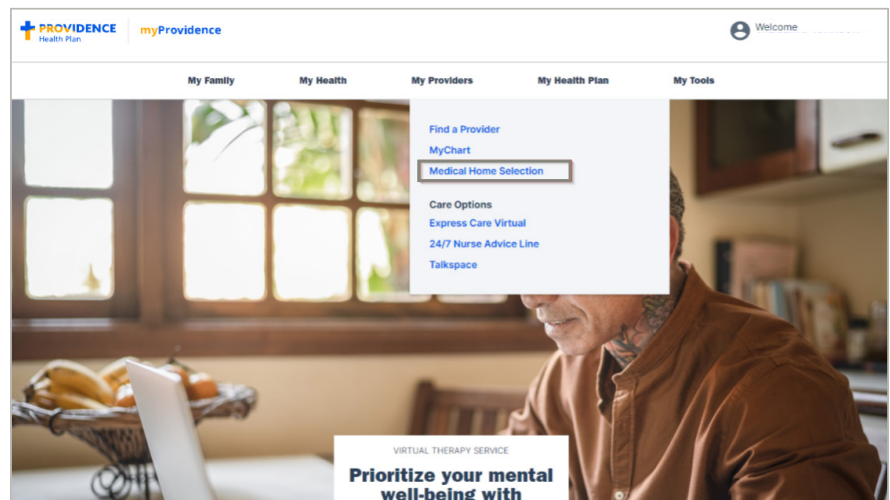 PROVIDENCE
Health Plan
myProvidence
Welcome
My Family My Health My Providers My Health Plan My Tools
Find a Provider
MyChart
Medical Home Selection
Care Options
Express Care Virtual
24/7 Nurse Advice Line
Talkspace
VIRTUAL THERAPY SERVICE
Prioritize your mental
well-being with